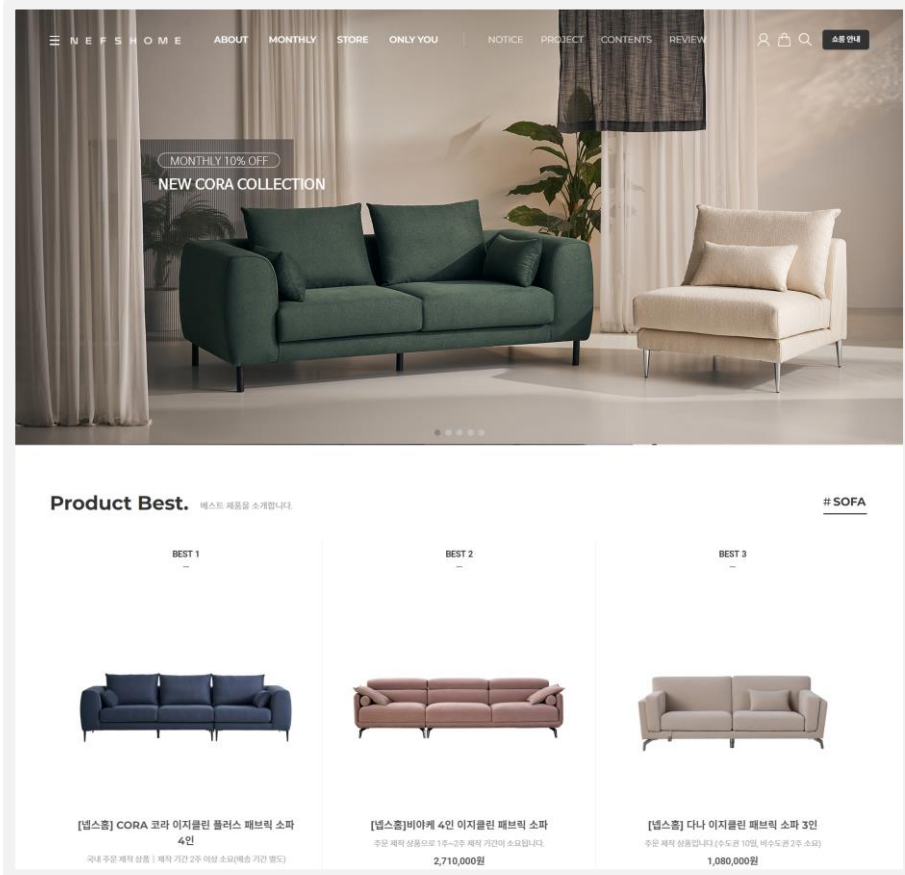 NEFSHOME ABOUT MONTHLY STORE ONLY YOU NOTICE PROJECT CONTENTS REVIEW 쇼룸 안내
MONTHLY 10% OFF
NEW CORA COLLECTION
Product Best. 베스트 제품을 소개합니다. # SOFA
BEST 1
BEST 2
BEST 3
[넵스홈] CORA 코라 이지클린 플러스 패브릭 소파
4인
국내 주문 제작 상품 | 제작 기간 2주 이상 소요(배송 기간 별도)
[넵스홈]비야케 4인 이지클린 패브릭 소파
주문 제작 상품으로 1주~2주 제작 기간이 소요됩니다.
2,710,000원
[넵스홈] 다나 이지클린 패브릭 소파 3인
주문 제작 상품입니다.(수도권 10일, 비수도권 2주 소요)
1,080,000원